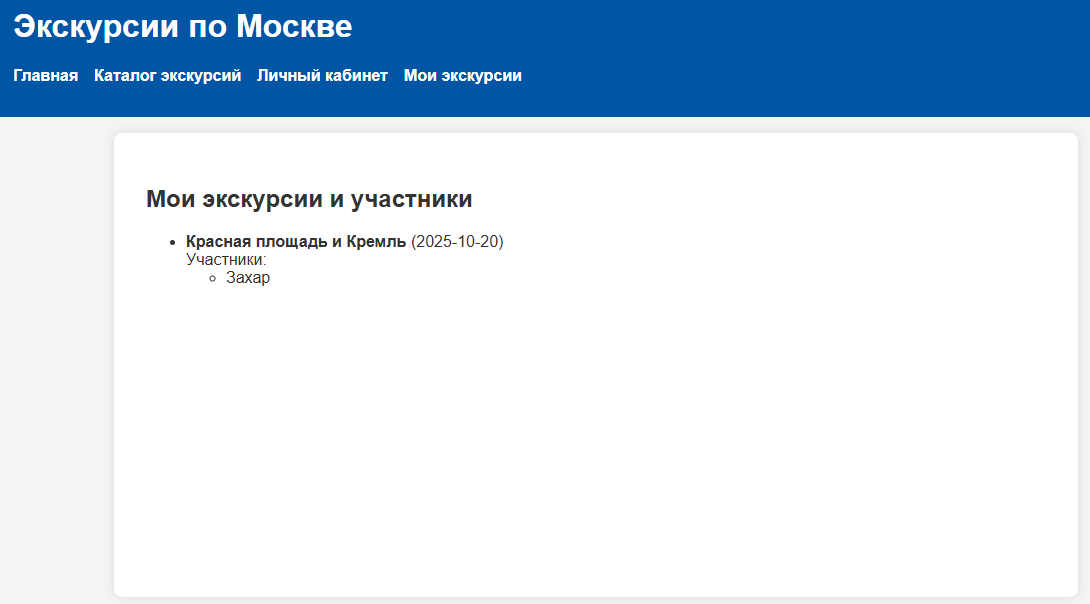 Экскурсии по Москве
Главная Каталог экскурсий Личный кабинет Мои экскурсии
Мои экскурсии и участники
Красная площадь и Кремль (2025-10-20)
Участники:
Захар